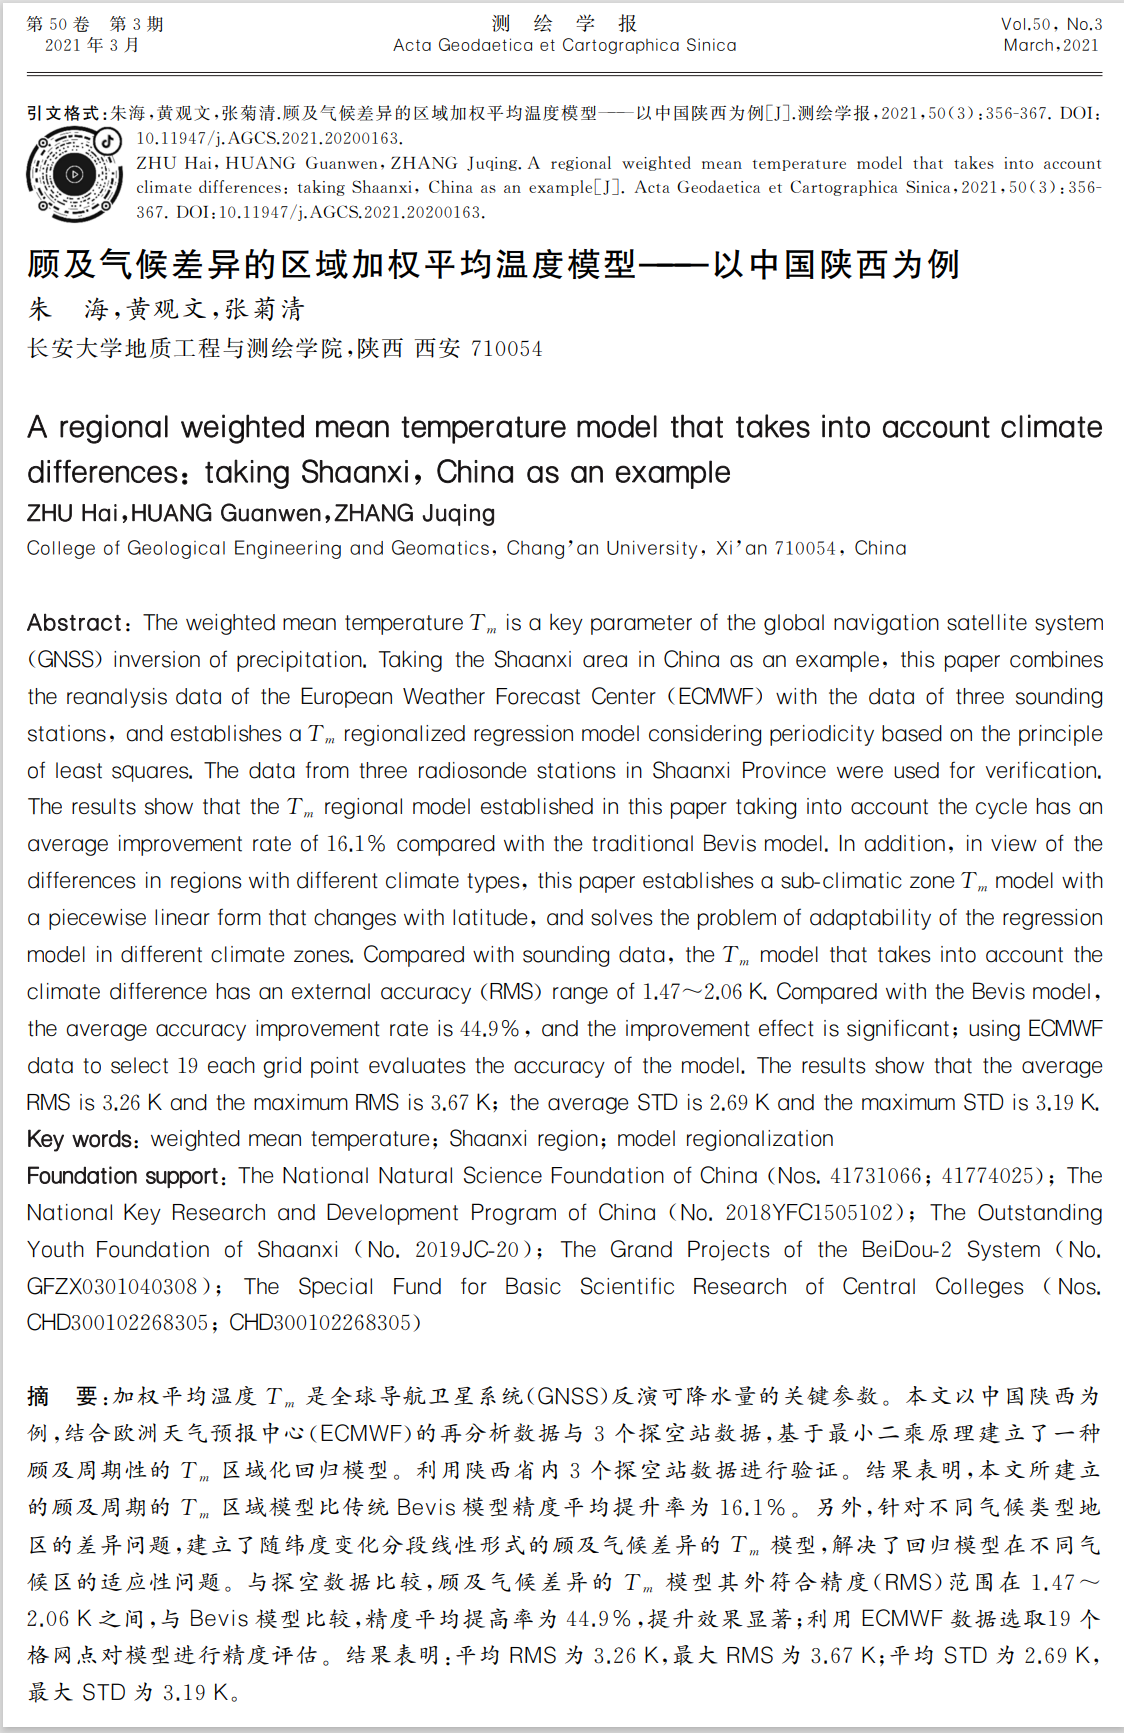 第 50 卷　第 3 期
测　绘　学　报
Vol.50, No.3
2021 年 3 月
Acta Geodaetica et Cartographica Sinica
March,2021
引文格式:朱海,黄观文,张菊清.顾及气候差异的区域加权平均温度模型——以中国陕西为例[J].测绘学报,2021,50(3):356-367. DOI:
10.11947/j.AGCS.2021.20200163.
ZHU Hai, HUANG Guanwen, ZHANG Juqing. A regional weighted mean temperature model that takes into account
climate differences: taking Shaanxi, China as an example[J]. Acta Geodaetica et Cartographica Sinica,2021,50(3):356-
367. DOI:10.11947/j.AGCS.2021.20200163.
顾及气候差异的区域加权平均温度模型——以中国陕西为例
朱　海,黄观文,张菊清
长安大学地质工程与测绘学院,陕西 西安 710054
A regional weighted mean temperature model that takes into account climate
differences: taking Shaanxi, China as an example
ZHU Hai,HUANG Guanwen,ZHANG Juqing
College of Geological Engineering and Geomatics, Chang'an University, Xi'an 710054, China
Abstract: The weighted mean temperature Tm is a key parameter of the global navigation satellite system
(GNSS) inversion of precipitation. Taking the Shaanxi area in China as an example, this paper combines
the reanalysis data of the European Weather Forecast Center (ECMWF) with the data of three sounding
stations, and establishes a Tm regionalized regression model considering periodicity based on the principle
of least squares. The data from three radiosonde stations in Shaanxi Province were used for verification.
The results show that the Tm regional model established in this paper taking into account the cycle has an
average improvement rate of 16.1% compared with the traditional Bevis model. In addition, in view of the
differences in regions with different climate types, this paper establishes a sub-climatic zone Tm model with
a piecewise linear form that changes with latitude, and solves the problem of adaptability of the regression
model in different climate zones. Compared with sounding data, the Tm model that takes into account the
climate difference has an external accuracy (RMS) range of 1.47～2.06 K. Compared with the Bevis model,
the average accuracy improvement rate is 44.9%, and the improvement effect is significant; using ECMWF
data to select 19 each grid point evaluates the accuracy of the model. The results show that the average
RMS is 3.26 K and the maximum RMS is 3.67 K; the average STD is 2.69 K and the maximum STD is 3.19 K.
Key words: weighted mean temperature; Shaanxi region; model regionalization
Foundation support: The National Natural Science Foundation of China (Nos. 41731066; 41774025); The
National Key Research and Development Program of China (No. 2018YFC1505102); The Outstanding
Youth Foundation of Shaanxi (No. 2019JC-20); The Grand Projects of the BeiDou-2 System (No.
GFZX0301040308); The Special Fund for Basic Scientific Research of Central Colleges (Nos.
CHD300102268305; CHD300102268305)
摘　要:加权平均温度 Tm 是全球导航卫星系统(GNSS)反演可降水量的关键参数。本文以中国陕西为
例,结合欧洲天气预报中心(ECMWF)的再分析数据与 3 个探空站数据,基于最小二乘原理建立了一种
顾及周期性的 Tm 区域化回归模型。利用陕西省内 3 个探空站数据进行验证。结果表明,本文所建立
的顾及周期的 Tm 区域模型比传统 Bevis 模型精度平均提升率为 16.1%。另外,针对不同气候类型地
区的差异问题,建立了随纬度变化分段线性形式的顾及气候差异的 Tm 模型,解决了回归模型在不同气
候区的适应性问题。与探空数据比较,顾及气候差异的 Tm 模型其外符合精度(RMS)范围在 1.47～
2.06 K 之间,与 Bevis 模型比较,精度平均提高率为 44.9%,提升效果显著;利用 ECMWF 数据选取19 个
格网点对模型进行精度评估。结果表明:平均 RMS 为 3.26 K,最大 RMS 为 3.67 K;平均 STD 为 2.69 K,
最大 STD 为 3.19 K。